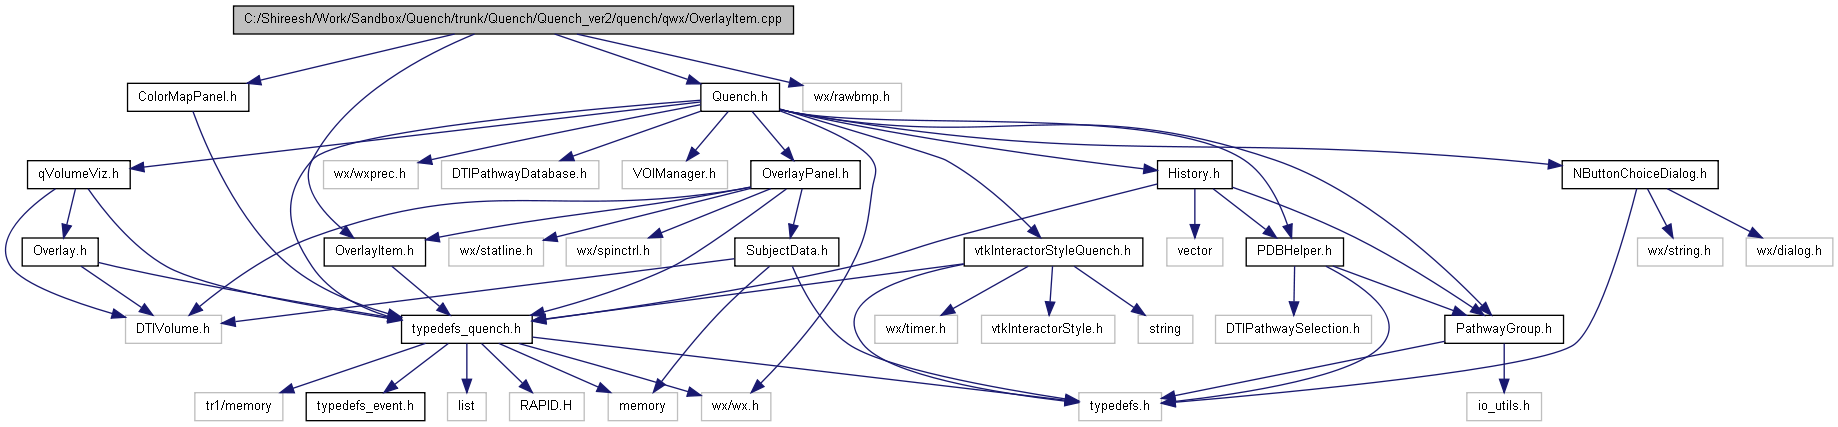 C:/Shireesh/Work/Sandbox/Quench/trunk/Quench/Quench_ver2/quench/qwx/OverlayItem.cpp
ColorMapPanel.h
Quench.h
wx/rawbmp.h
qVolumeViz.h
wx/wxprec.h
DTIPathwayDatabase.h
VOIManager.h
OverlayPanel.h
History.h
NButtonChoiceDialog.h
Overlay.h
OverlayItem.h
wx/statline.h
wx/spinctrl.h
SubjectData.h
vtkInteractorStyleQuench.h
vector
PDBHelper.h
wx/string.h
wx/dialog.h
DTIVolume.h
typedefs_quench.h
wx/timer.h
vtkInteractorStyle.h
string
DTIPathwaySelection.h
PathwayGroup.h
tr1/memory
typedefs_event.h
list
RAPID.H
memory
wx/wx.h
typedefs.h
io_utils.h